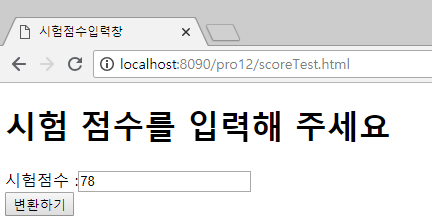 시험점수입력창
localhost:8090/pro12/scoreTest.html
시험 점수를 입력해 주세요
시험점수 :78
변환하기